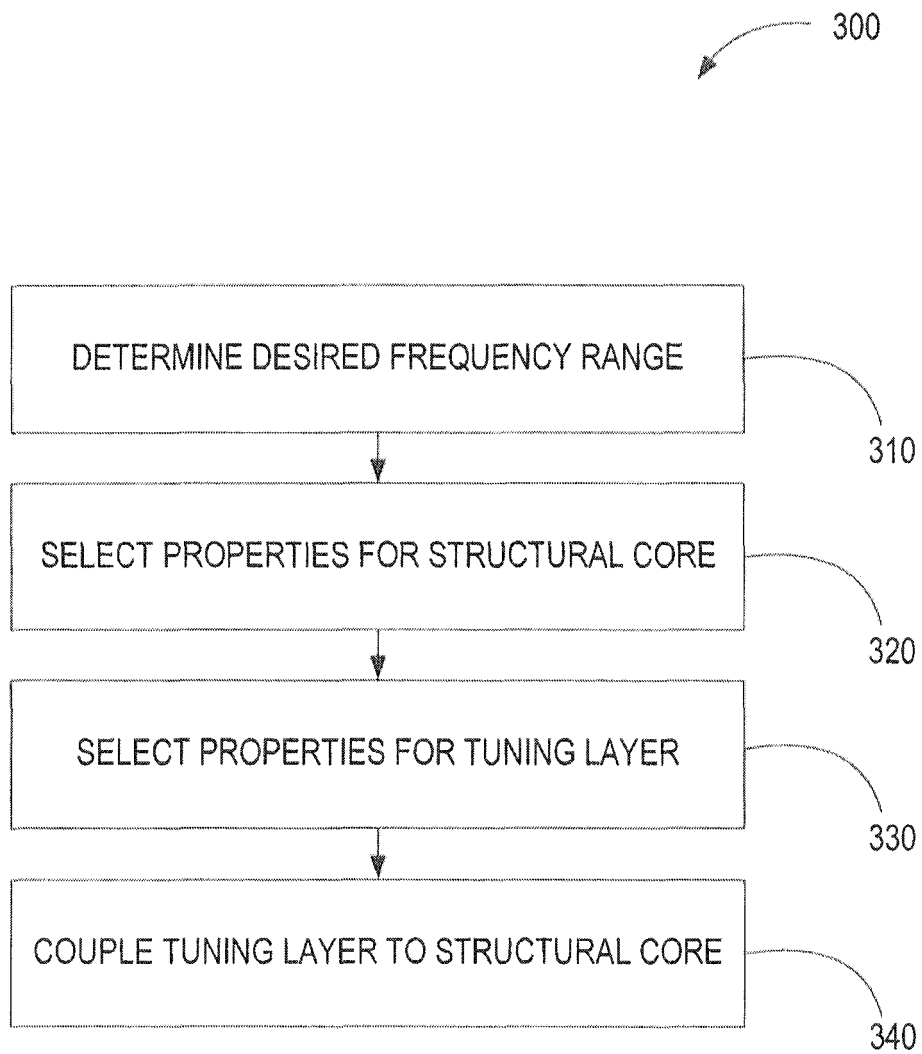 300
DETERMINE DESIRED FREQUENCY RANGE
310
SELECT PROPERTIES FOR STRUCTURAL CORE
320
SELECT PROPERTIES FOR TUNING LAYER
330
COUPLE TUNING LAYER TO STRUCTURAL CORE
340